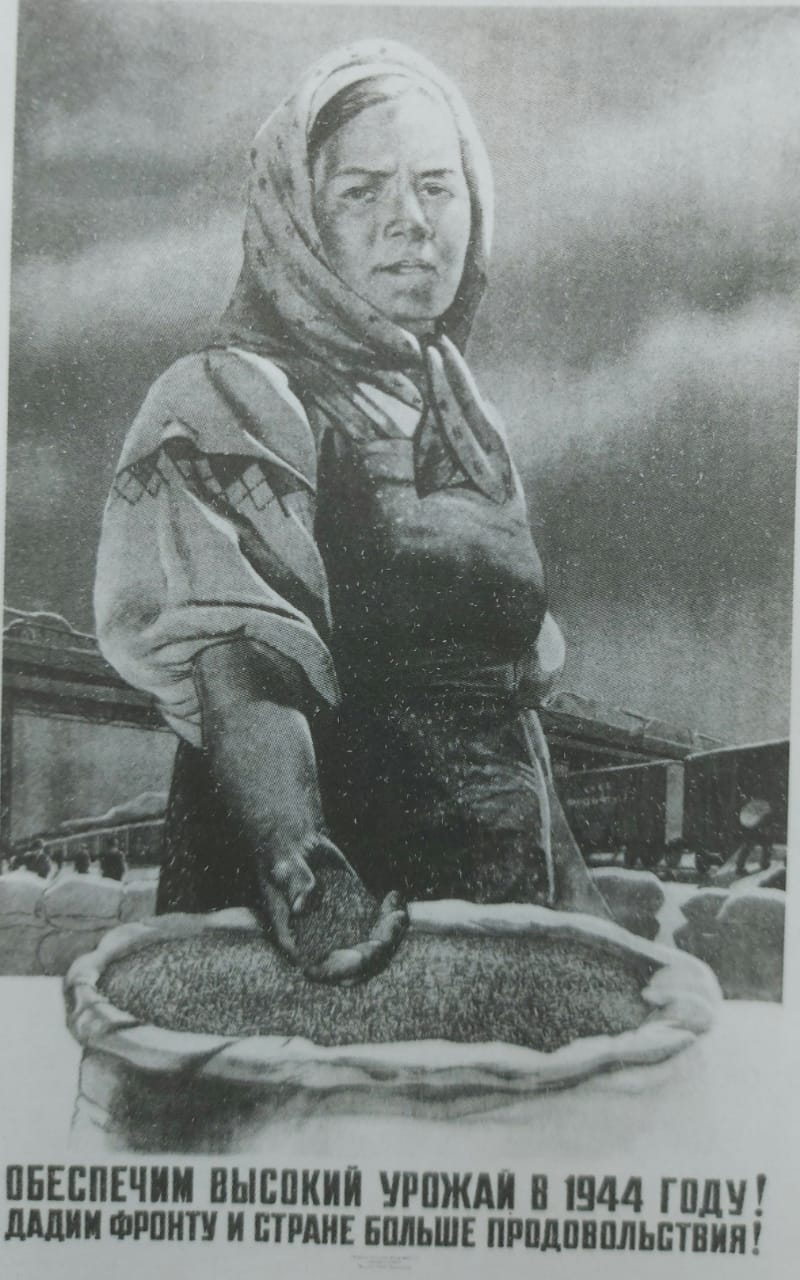 ОБЕСПЕЧИМ ВЫСОКИЙ УРОЖАЙ В 1944 ГОДУ!
ДАДИМ ФРОНТУ И СТРАНЕ БОЛЬШЕ ПРОДОВОЛЬСТВИЯ!